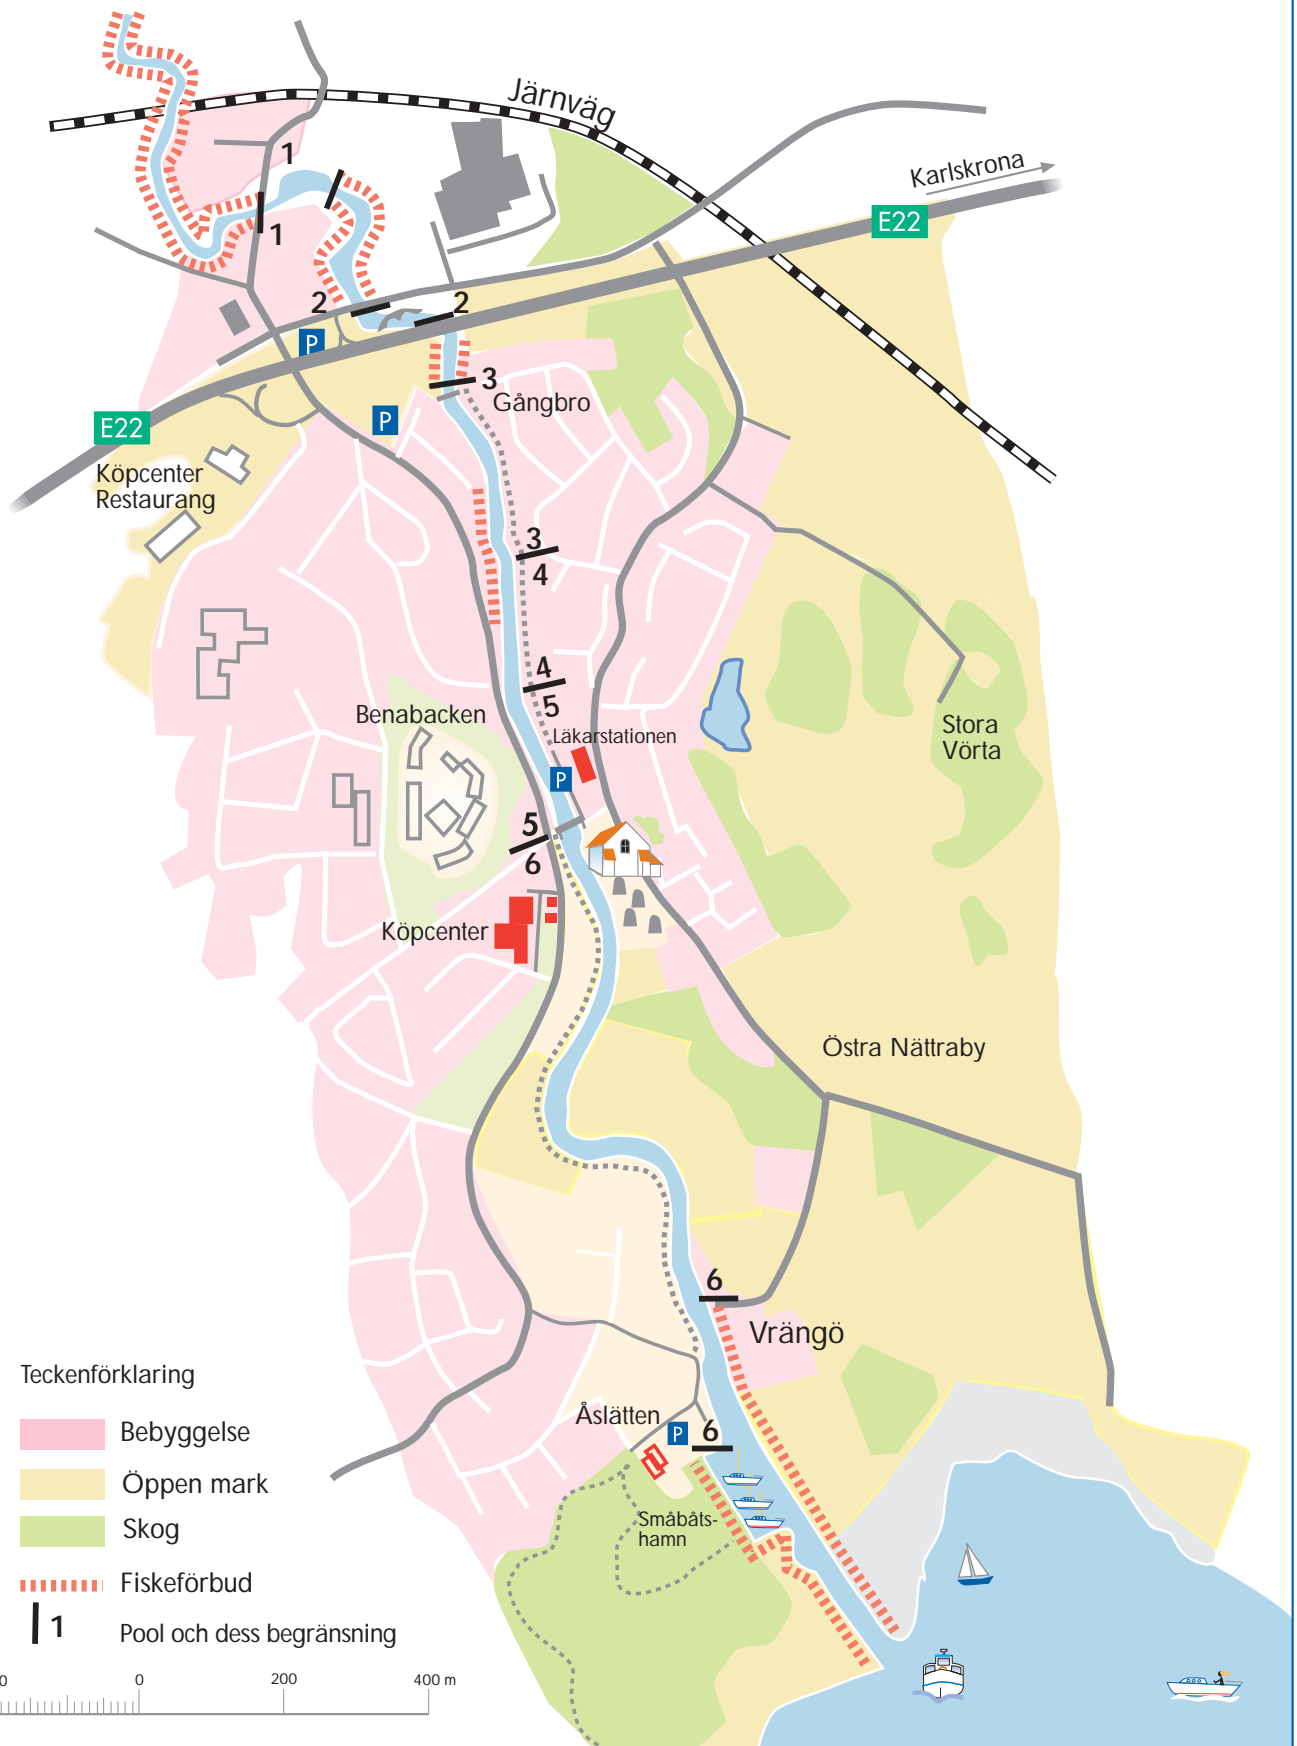 Järnväg
Karlskrona
E22
1
1
2
2
P
3
Gångbro
P
E22
Köpcenter
Restaurang
3
4
4
5
Benabacken
Läkarstationen
P
Stora
Vörta
5
6
Köpcenter
Östra Nättraby
6
Vrängö
Åslätten
P
6
Småbåts-
hamn
Teckenförklaring
Bebyggelse
Öppen mark
Skog
Fiskeförbud
1 Pool och dess begränsning
0 0 200 400 m